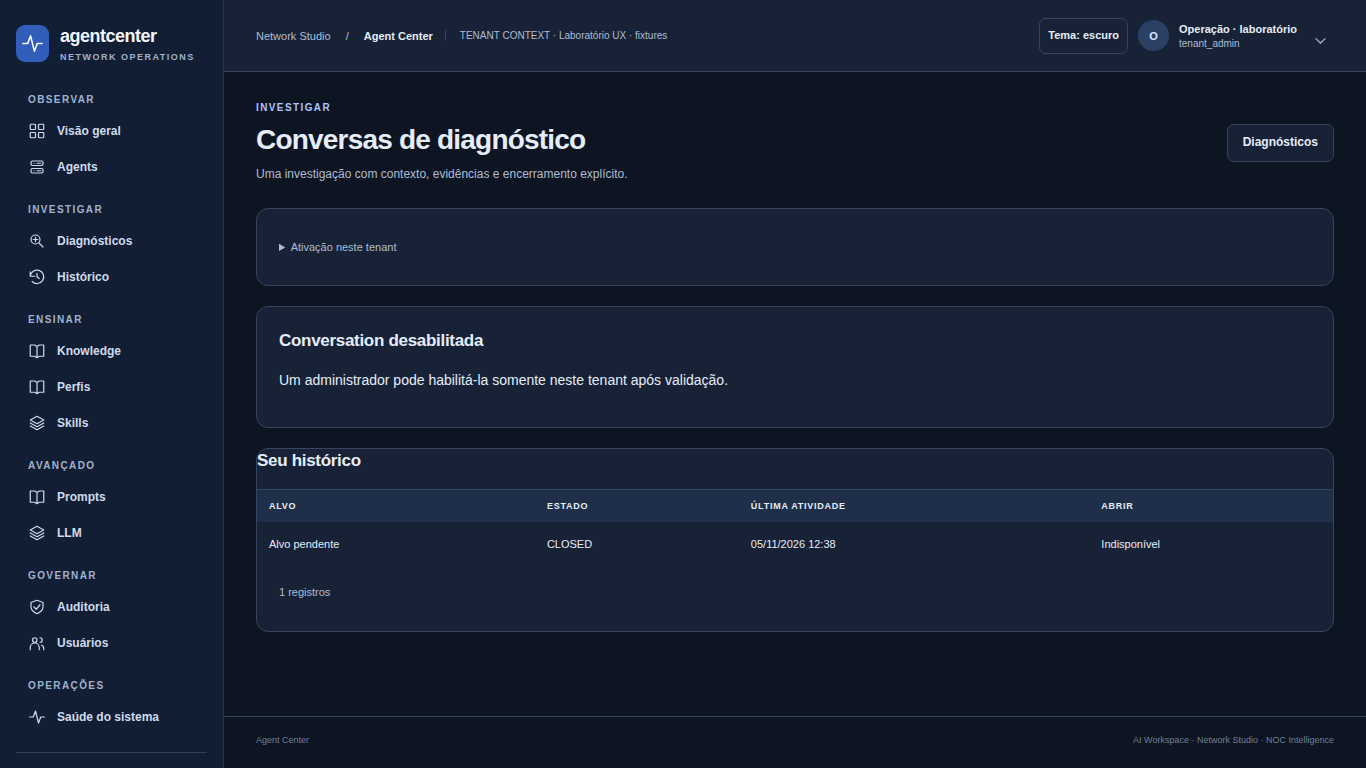 agentcenter
NETWORK OPERATIONS
OBSERVAR
Visão geral
Agents
INVESTIGAR
Diagnósticos
Histórico
ENSINAR
Knowledge
Perfis
Skills
AVANÇADO
Prompts
LLM
GOVERNAR
Auditoria
Usuários
OPERAÇÕES
Saúde do sistema
Network Studio / Agent Center TENANT CONTEXT · Laboratório UX · fixtures
Tema: escuro
O
Operação · laboratório
tenant_admin
INVESTIGAR
Conversas de diagnóstico
Uma investigação com contexto, evidências e encerramento explícito.
Diagnósticos
Ativação neste tenant
Conversation desabilitada
Um administrador pode habilitá-la somente neste tenant após validação.
Seu histórico
ALVO ESTADO ÚLTIMA ATIVIDADE ABRIR
Alvo pendente CLOSED 05/11/2026 12:38 Indisponível
1 registros
Agent Center
AI Workspace · Network Studio · NOC Intelligence